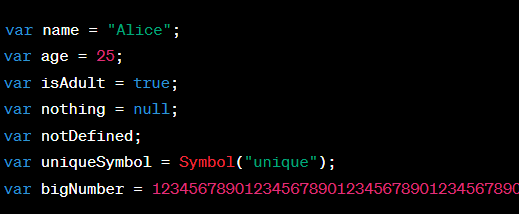 var name = "Alice";
var age = 25;
var isAdult = true;
var nothing = null;
var notDefined;
var uniqueSymbol = Symbol("unique");
var bigNumber = 1234567890123456789012345678901234567890